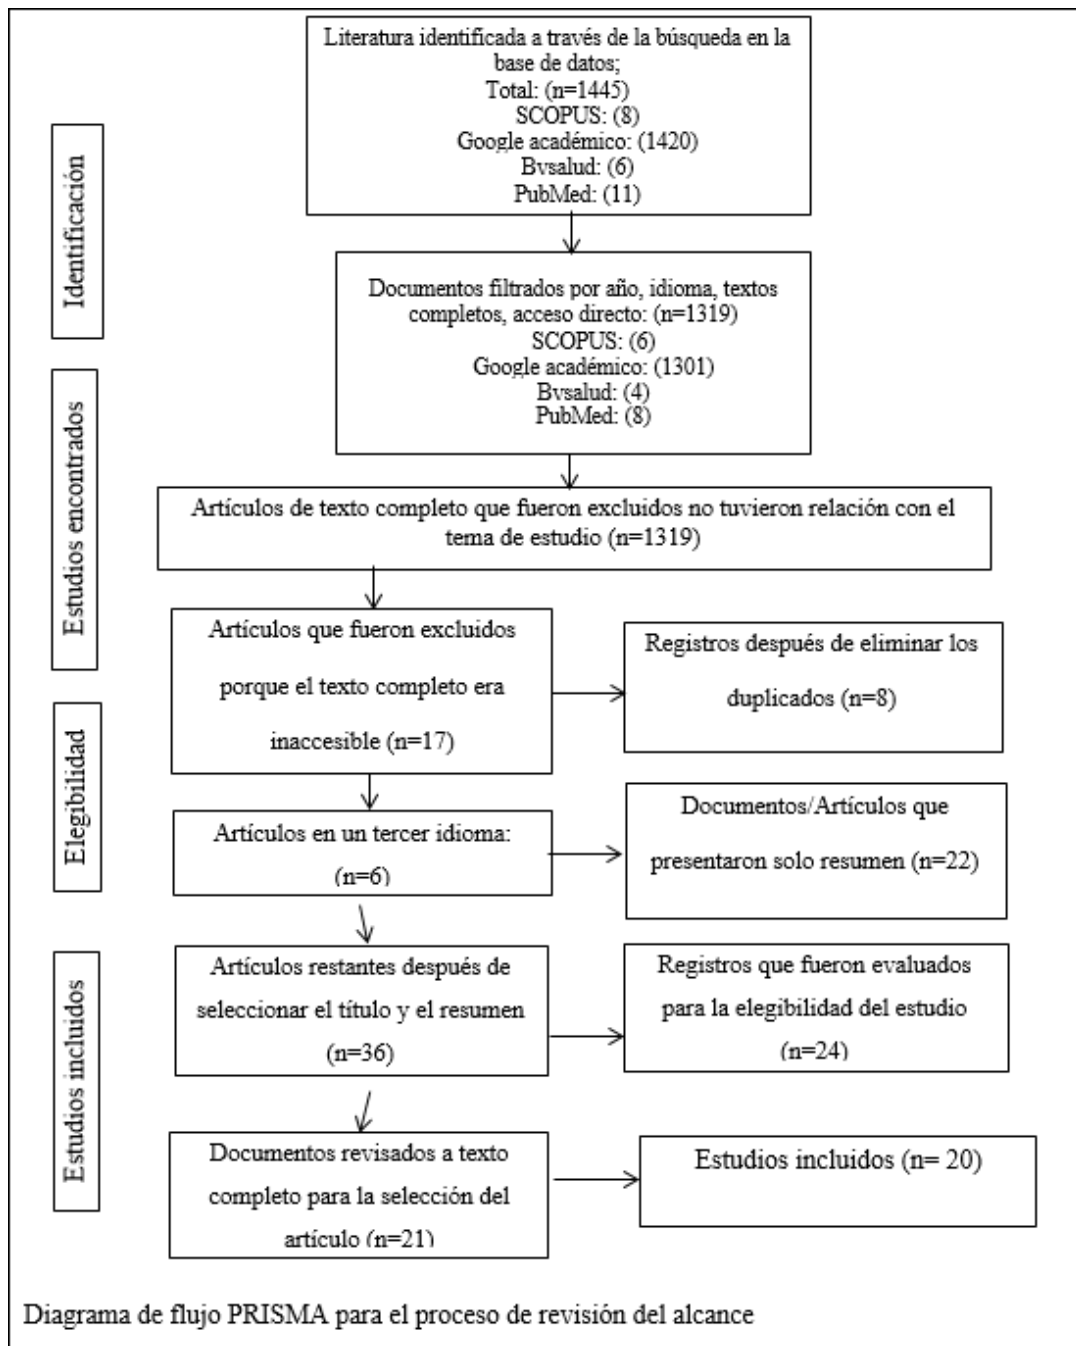 Literatura identificada a través de la búsqueda en la
base de datos;
Total: (n=1445)
SCOPUS: (8)
Google académico: (1420)
Bvsalud: (6)
PubMed: (11)
Identificación
Documentos filtrados por año, idioma, textos
completos, acceso directo: (n=1319)
SCOPUS: (6)
Google académico: (1301)
Bvsalud: (4)
PubMed: (8)
Estudios encontrados
Artículos de texto completo que fueron excluidos no tuvieron relación con el
tema de estudio (n=1319)
Artículos que fueron excluidos
porque el texto completo era
inaccesible (n=17)
Registros después de eliminar los
duplicados (n=8)
Elegibilidad
Artículos en un tercer idioma:
(n=6)
Documentos/Artículos que
presentaron solo resumen (n=22)
Estudios incluidos
Artículos restantes después de
seleccionar el título y el resumen
(n=36)
Registros que fueron evaluados
para la elegibilidad del estudio
(n=24)
Documentos revisados a texto
completo para la selección del
artículo (n=21)
Estudios incluidos (n= 20)
Diagrama de flujo PRISMA para el proceso de revisión del alcance